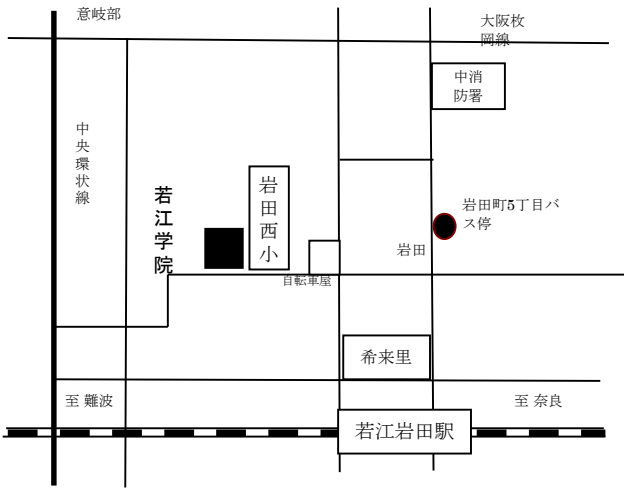 意岐部
大阪枚
岡線
中消
防署
中央環状線
若江学院
岩田西小
岩田町5丁目バ
ス停
岩田
自転車屋
希来里
至 難波
至 奈良
若江岩田駅